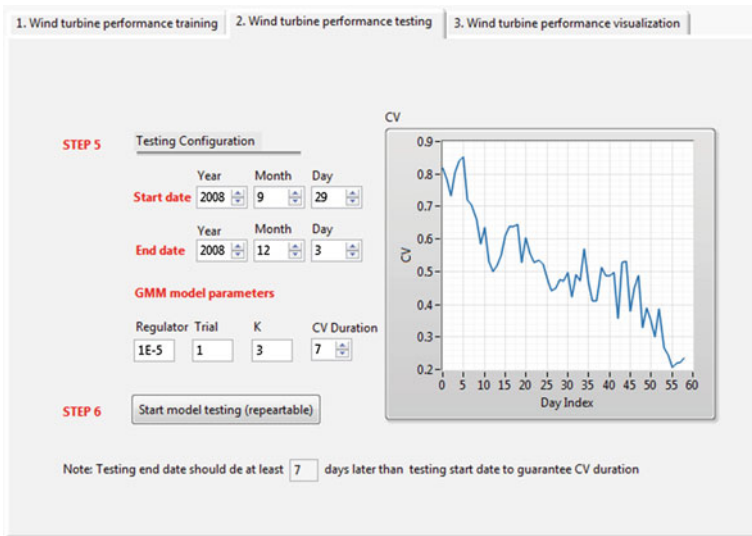 1. Wind turbine performance training
2. Wind turbine performance testing
3. Wind turbine performance visualization
STEP 5
Testing Configuration
Year Month Day
Start date 2008 9 29
Year Month Day
End date 2008 12 3
GMM model parameters
Regulator Trial K CV Duration
1E-5 1 3 7
STEP 6
Start model testing (repeartable)
CV
0.9
0.8
0.7
0.6
0.5
0.4
0.3
0.2
CV
0 5 10 15 20 25 30 35 40 45 50 55 60
Day Index
Note: Testing end date should de at least 7 days later than testing start date to guarantee CV duration